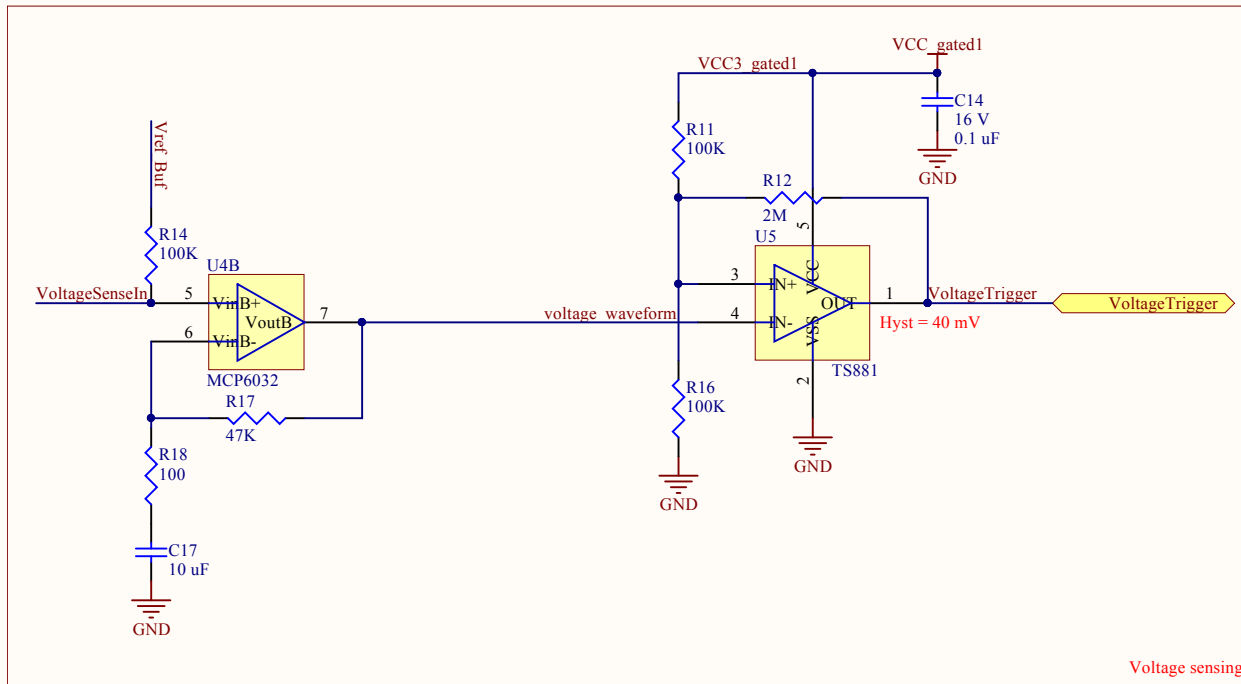 VCC_gated1
VCC3_gated1
C14
16 V
0.1 uF
GND
R11
100K
Vref_Buf
R12
2M
R14
100K
U5
5
U4B
VoltageSenseIn
5
VinB+
VoutB
7
6
VinB-
MCP6032
voltage_waveform
3
IN+
VCC
4
IN-
VSS
OUT
1
VoltageTrigger
VoltageTrigger
Hyst = 40 mV
TS881
2
R17
47K
R16
100K
R18
100
GND
GND
C17
10 uF
GND
Voltage sensing